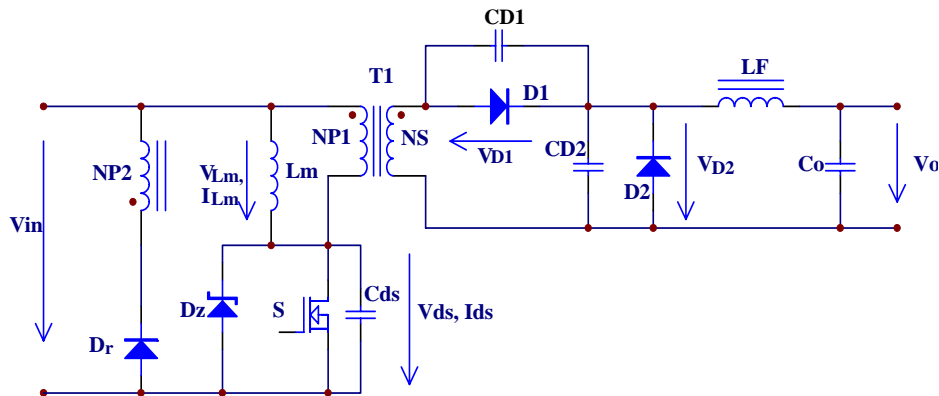 CD1
LF
T1
D1
NP1
NS
VD1
CD2
VD2
Co
Vo
NP2
VLm,
ILm
Lm
D2
Vin
Dz
S
Cds
Vds, Ids
Dr